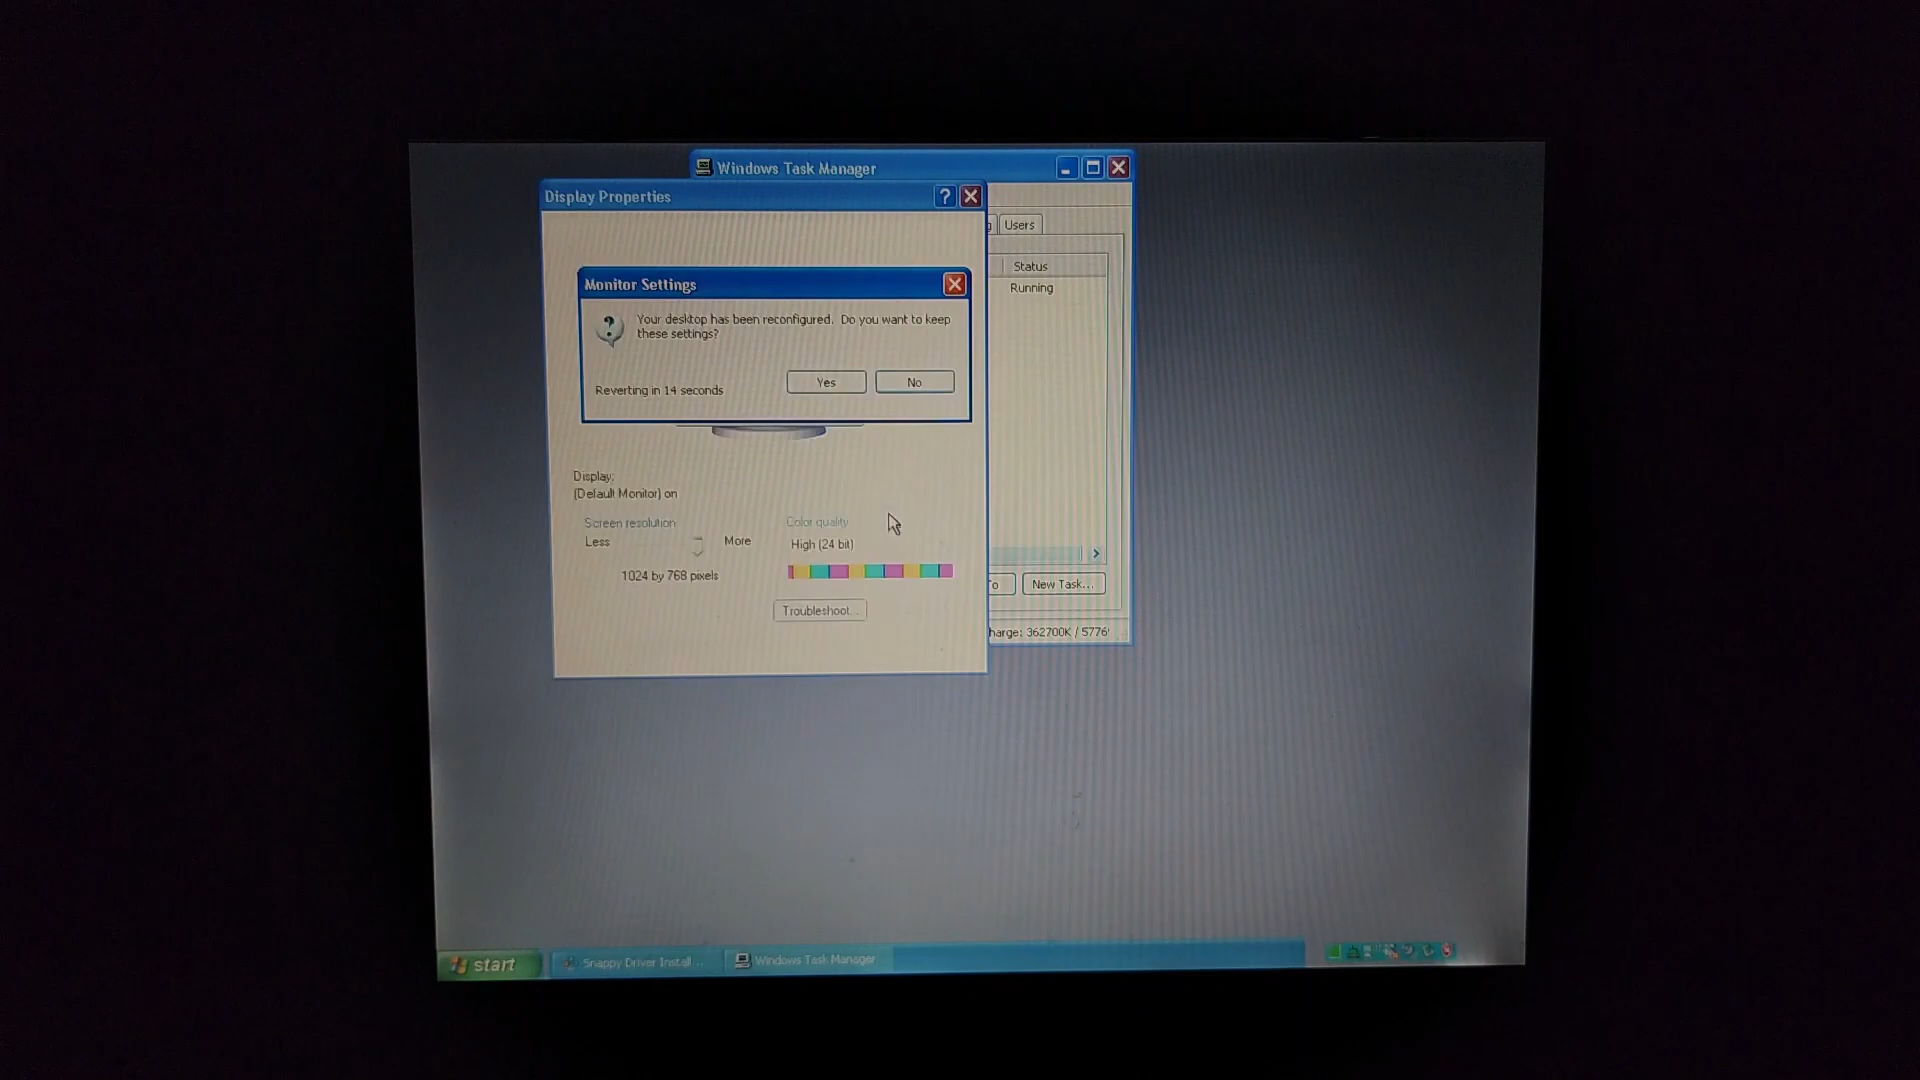 Windows Task Manager
Display Properties
Users
Status
Running
Monitor Settings
Your desktop has been reconfigured. Do you want to keep
these settings?
Reverting in 14 seconds
Yes
No
Display:
(Default Monitor) on
Screen resolution
Less
More
1024 by 768 pixels
Color quality
High (24 bit)
Troubleshoot...
To
New Task...
harge: 362700K / 5776
start
Snappy Driver Install...
Windows Task Manager